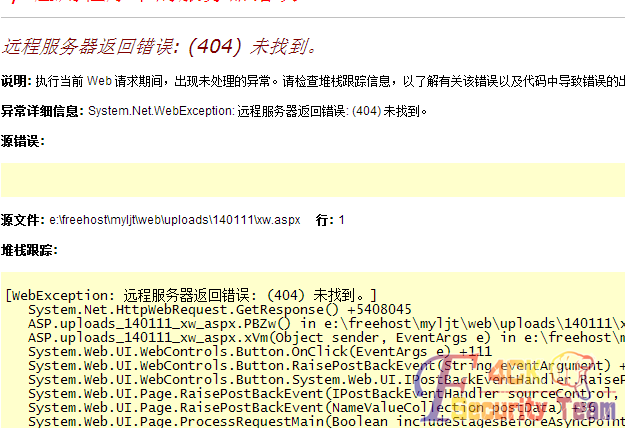 远程服务器返回错误: (404) 未找到。
说明: 执行当前 Web 请求期间，出现未处理的异常。请检查堆栈跟踪信息，以了解有关该错误以及代码中导致错误的出
异常详细信息: System.Net.WebException: 远程服务器返回错误: (404) 未找到。
源错误:
源文件: e:\freehost\myljt\web\uploads\140111\xw.aspx    行: 1
堆栈跟踪:
[WebException: 远程服务器返回错误: (404) 未找到。]
System.Net.HttpWebRequest.GetResponse() +5408045
ASP.uploads_140111_xw_aspx.PBZw() in e:\freehost\myljt\web\uploads\140111\x
ASP.uploads_140111_xw_aspx.xVm(Object sender, EventArgs e) in e:\freehost\m
System.Web.UI.WebControls.Button.OnClick(EventArgs e) +111
System.Web.UI.WebControls.Button.RaisePostBackEvent(String eventArgument) +
System.Web.UI.WebControls.Button.System.Web.UI.IPostBackEventHandler.RaiseP
System.Web.UI.Page.RaisePostBackEvent(IPostBackEventHandler sourceControl,
System.Web.UI.Page.RaisePostBackEvent(NameValueCollection postData) +36
System.Web.UI.Page.ProcessRequestMain(Boolean includeStagesBeforeAsyncPoint
Security Team